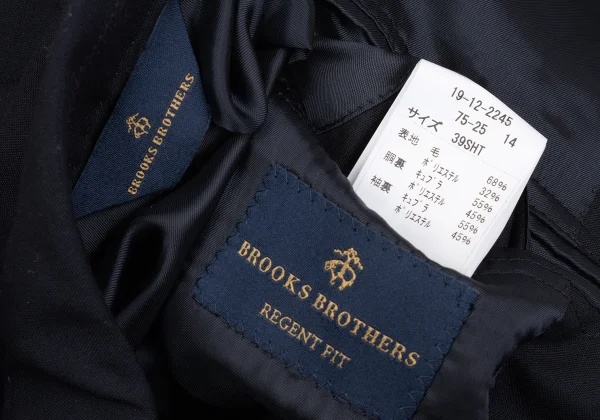 BROOKS BROTHERS
19-12-2245
75-25 14
サイズ 39SHT
表地 毛 68%
ポリエステル 32%
胴裏 キュプラ 55%
ポリエステル 45%
袖裏 キュプラ 55%
ポリエステル 45%
BROOKS BROTHERS
REGENT FIT